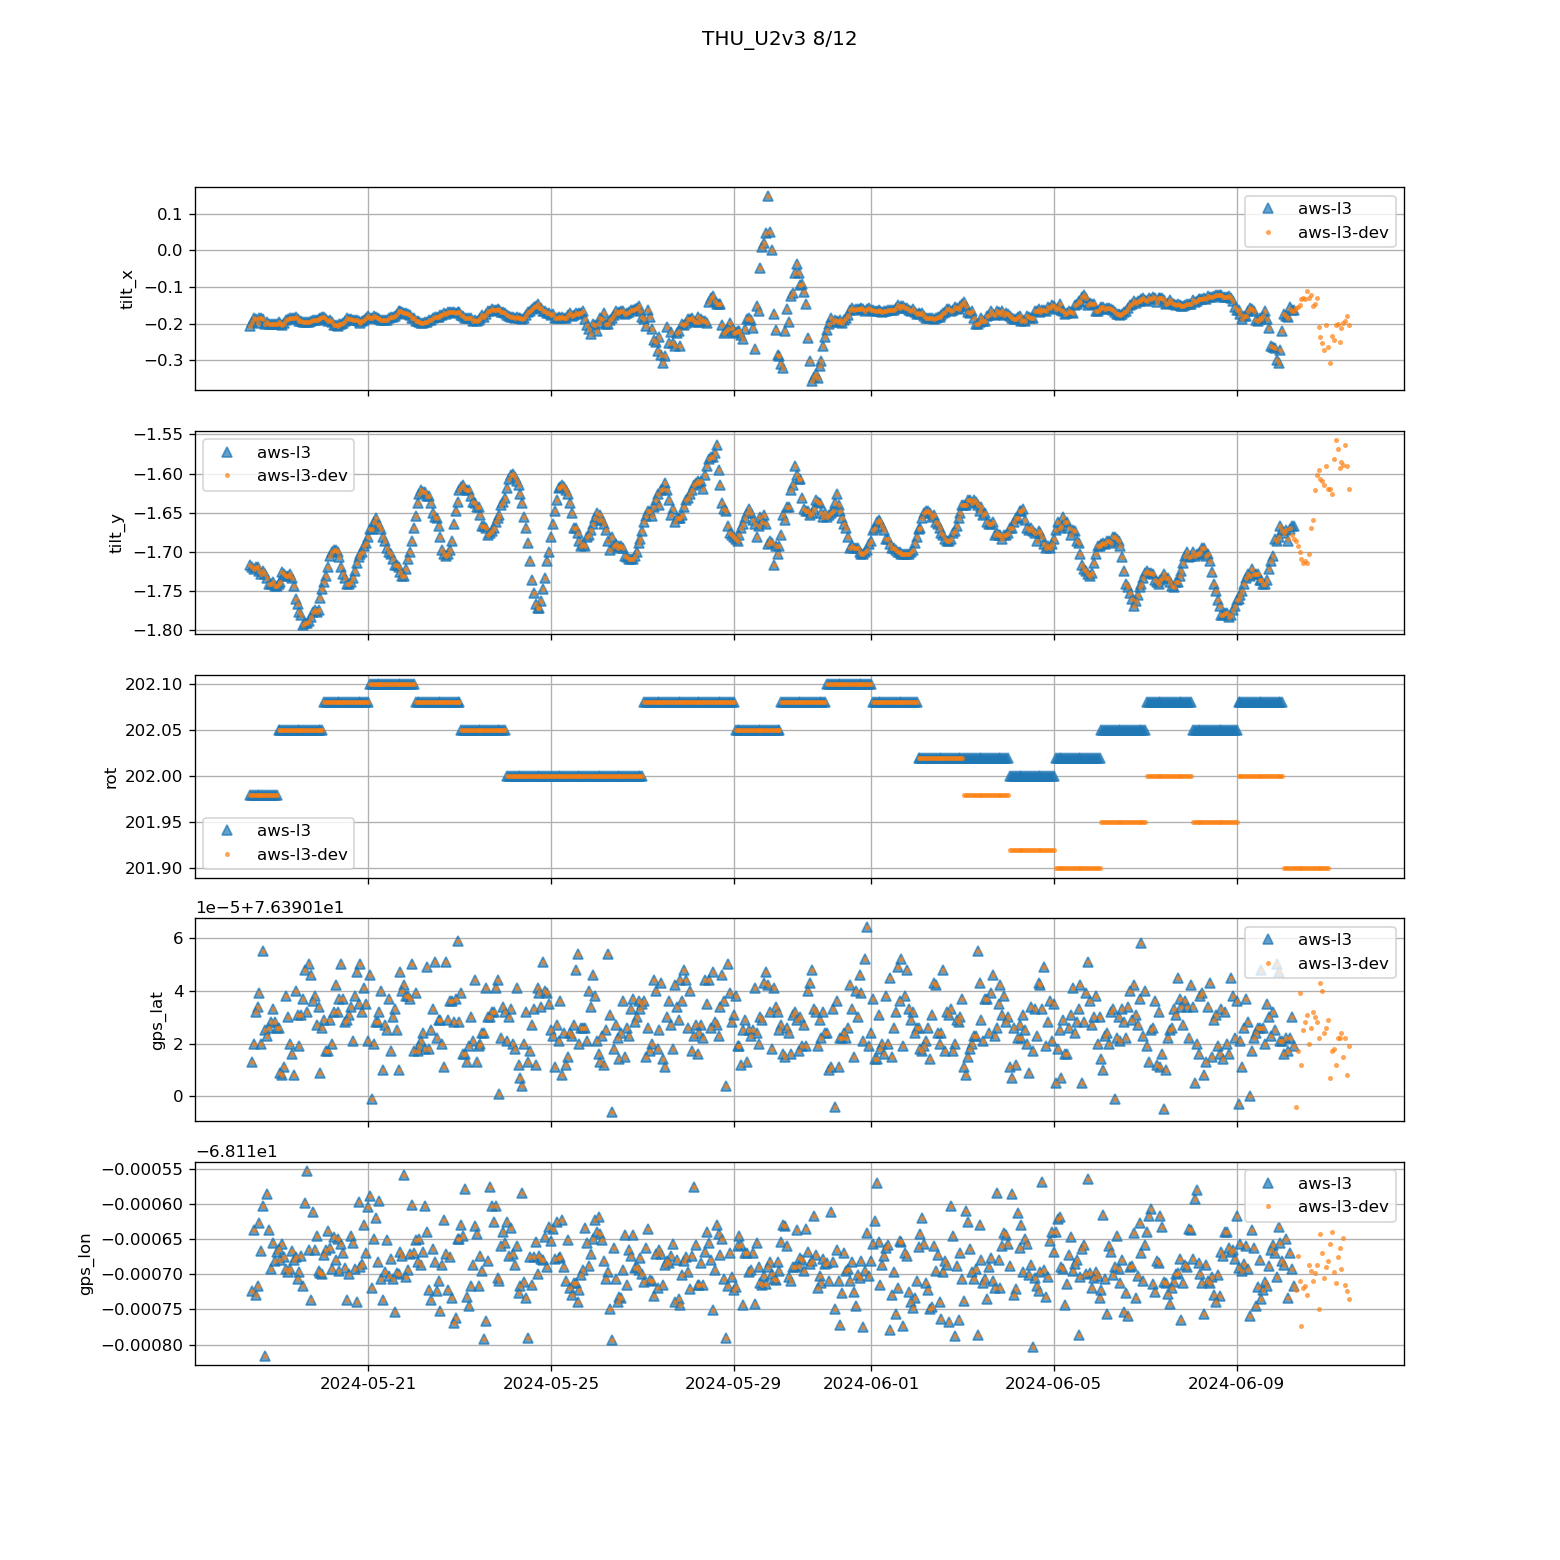 THU_U2v3 8/12
tilt_x
0.1
0.0
−0.1
−0.2
−0.3
aws-l3
aws-l3-dev
tilt_y
−1.55
−1.60
−1.65
−1.70
−1.75
−1.80
aws-l3
aws-l3-dev
rot
202.10
202.05
202.00
201.95
201.90
aws-l3
aws-l3-dev
1e−5+7.63901e1
gps_lat
6
4
2
0
aws-l3
aws-l3-dev
−6.811e1
gps_lon
−0.00055
−0.00060
−0.00065
−0.00070
−0.00075
−0.00080
aws-l3
aws-l3-dev
2024-05-21 2024-05-25 2024-05-29 2024-06-01 2024-06-05 2024-06-09